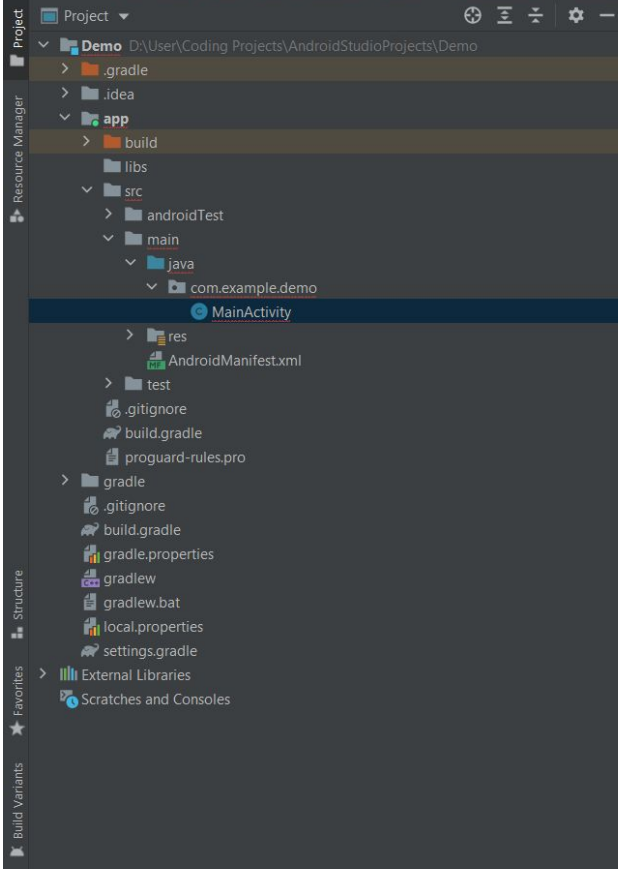 Project
Demo D:\User\Coding Projects\AndroidStudioProjects\Demo
.gradle
.idea
app
build
libs
src
androidTest
main
java
com.example.demo
C MainActivity
res
MF AndroidManifest.xml
test
.gitignore
build.gradle
proguard-rules.pro
gradle
.gitignore
build.gradle
gradle.properties
C++ gradlew
gradlew.bat
local.properties
settings.gradle
External Libraries
Scratches and Consoles
Project
Resource Manager
Structure
Favorites
Build Variants